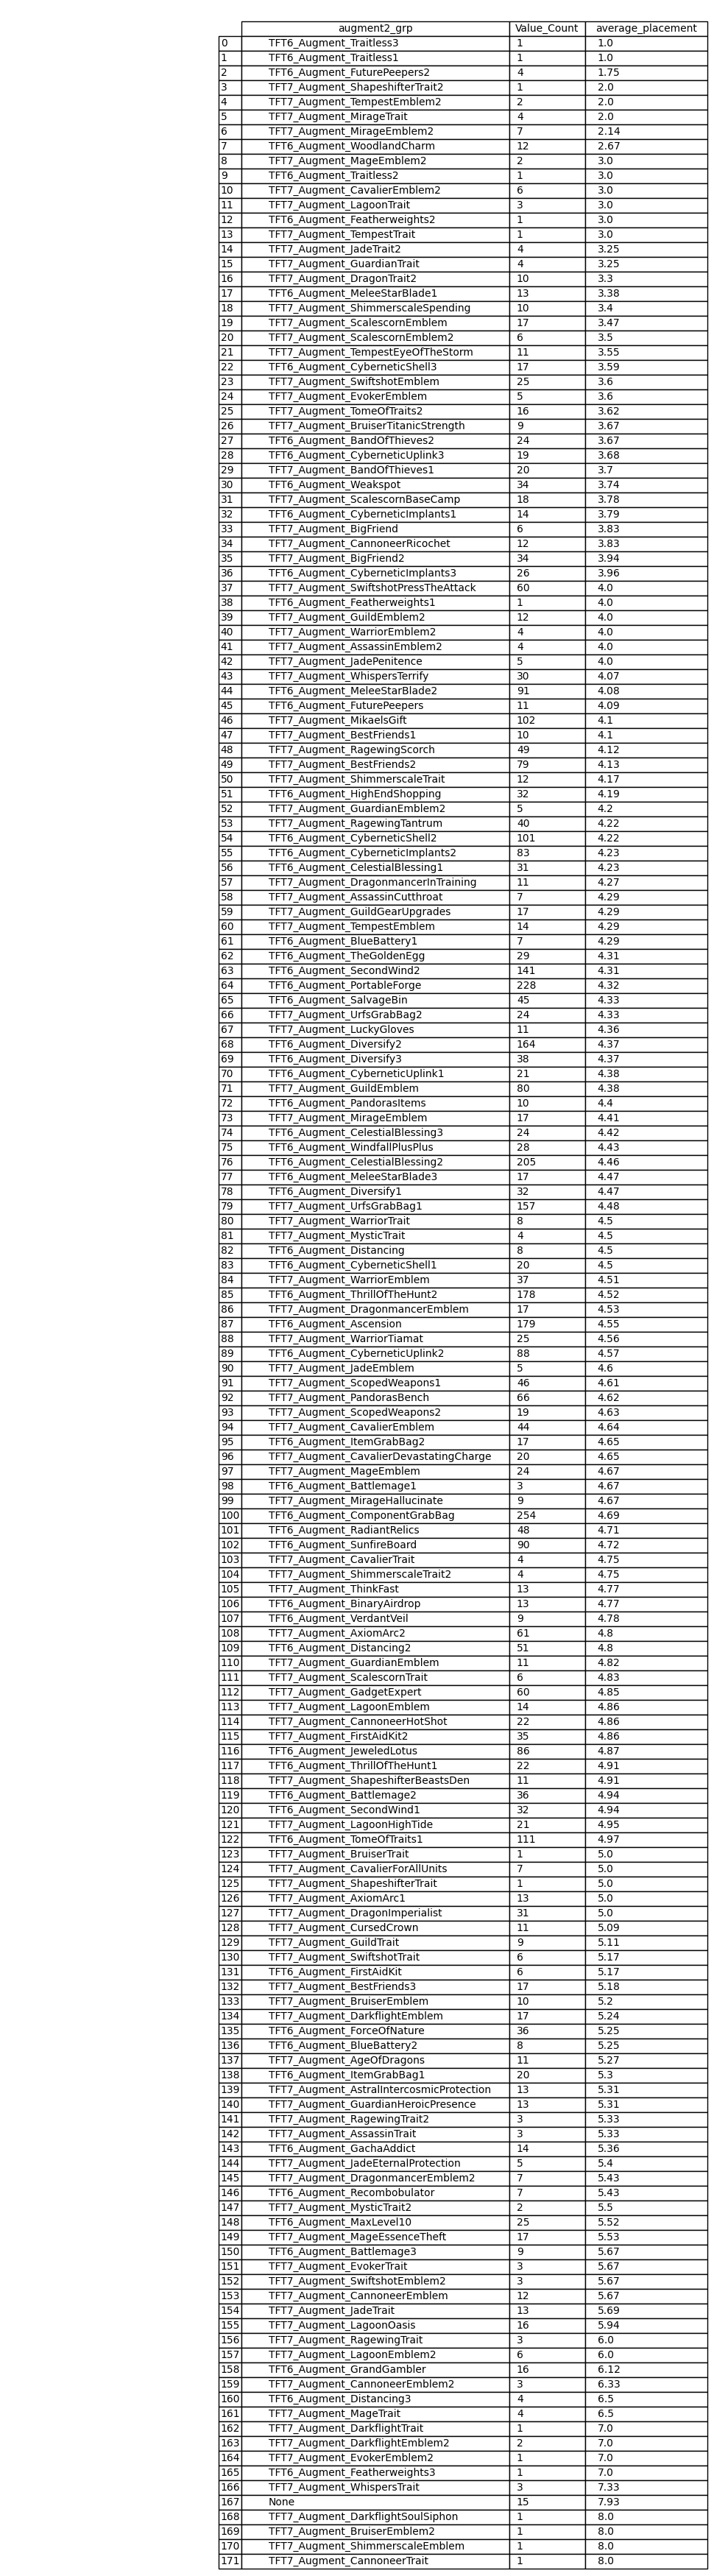 augment2_grp Value_Count average_placement
0 TFT6_Augment_Traitless3 1 1.0
1 TFT6_Augment_Traitless1 1 1.0
2 TFT6_Augment_FuturePeepers2 4 1.75
3 TFT7_Augment_ShapeshifterTrait2 1 2.0
4 TFT7_Augment_TempestEmblem2 2 2.0
5 TFT7_Augment_MirageTrait 4 2.0
6 TFT7_Augment_MirageEmblem2 7 2.14
7 TFT6_Augment_WoodlandCharm 12 2.67
8 TFT7_Augment_MageEmblem2 2 3.0
9 TFT6_Augment_Traitless2 1 3.0
10 TFT7_Augment_CavalierEmblem2 6 3.0
11 TFT7_Augment_LagoonTrait 3 3.0
12 TFT6_Augment_Featherweights2 1 3.0
13 TFT7_Augment_TempestTrait 1 3.0
14 TFT7_Augment_JadeTrait2 4 3.25
15 TFT7_Augment_GuardianTrait 4 3.25
16 TFT7_Augment_DragonTrait2 10 3.3
17 TFT6_Augment_MeleeStarBlade1 13 3.38
18 TFT7_Augment_ShimmerscaleSpending 10 3.4
19 TFT7_Augment_ScalescornEmblem 17 3.47
20 TFT7_Augment_ScalescornEmblem2 6 3.5
21 TFT7_Augment_TempestEyeOfTheStorm 11 3.55
22 TFT6_Augment_CyberneticShell3 17 3.59
23 TFT7_Augment_SwiftshotEmblem 25 3.6
24 TFT7_Augment_EvokerEmblem 5 3.6
25 TFT7_Augment_TomeOfTraits2 16 3.62
26 TFT7_Augment_BruiserTitanicStrength 9 3.67
27 TFT6_Augment_BandOfThieves2 24 3.67
28 TFT6_Augment_CyberneticUplink3 19 3.68
29 TFT7_Augment_BandOfThieves1 20 3.7
30 TFT6_Augment_Weakspot 34 3.74
31 TFT7_Augment_ScalescornBaseCamp 18 3.78
32 TFT6_Augment_CyberneticImplants1 14 3.79
33 TFT7_Augment_BigFriend 6 3.83
34 TFT7_Augment_CannoneerRicochet 12 3.83
35 TFT7_Augment_BigFriend2 34 3.94
36 TFT6_Augment_CyberneticImplants3 26 3.96
37 TFT7_Augment_SwiftshotPressTheAttack 60 4.0
38 TFT6_Augment_Featherweights1 1 4.0
39 TFT7_Augment_GuildEmblem2 12 4.0
40 TFT7_Augment_WarriorEmblem2 4 4.0
41 TFT7_Augment_AssassinEmblem2 4 4.0
42 TFT7_Augment_JadePenitence 5 4.0
43 TFT7_Augment_WhispersTerrify 30 4.07
44 TFT6_Augment_MeleeStarBlade2 91 4.08
45 TFT6_Augment_FuturePeepers 11 4.09
46 TFT7_Augment_MikaelsGift 102 4.1
47 TFT7_Augment_BestFriends1 10 4.1
48 TFT7_Augment_RagewingScorch 49 4.12
49 TFT7_Augment_BestFriends2 79 4.13
50 TFT7_Augment_ShimmerscaleTrait 12 4.17
51 TFT6_Augment_HighEndShopping 32 4.19
52 TFT7_Augment_GuardianEmblem2 5 4.2
53 TFT7_Augment_RagewingTantrum 40 4.22
54 TFT6_Augment_CyberneticShell2 101 4.22
55 TFT6_Augment_CyberneticImplants2 83 4.23
56 TFT6_Augment_CelestialBlessing1 31 4.23
57 TFT7_Augment_DragonmancerInTraining 11 4.27
58 TFT7_Augment_AssassinCutthroat 7 4.29
59 TFT7_Augment_GuildGearUpgrades 17 4.29
60 TFT7_Augment_TempestEmblem 14 4.29
61 TFT6_Augment_BlueBattery1 7 4.29
62 TFT6_Augment_TheGoldenEgg 29 4.31
63 TFT6_Augment_SecondWind2 141 4.31
64 TFT6_Augment_PortableForge 228 4.32
65 TFT6_Augment_SalvageBin 45 4.33
66 TFT7_Augment_UrfsGrabBag2 24 4.33
67 TFT7_Augment_LuckyGloves 11 4.36
68 TFT6_Augment_Diversify2 164 4.37
69 TFT6_Augment_Diversify3 38 4.37
70 TFT6_Augment_CyberneticUplink1 21 4.38
71 TFT7_Augment_GuildEmblem 80 4.38
72 TFT6_Augment_PandorasItems 10 4.4
73 TFT7_Augment_MirageEmblem 17 4.41
74 TFT6_Augment_CelestialBlessing3 24 4.42
75 TFT6_Augment_WindfallPlusPlus 28 4.43
76 TFT6_Augment_CelestialBlessing2 205 4.46
77 TFT6_Augment_MeleeStarBlade3 17 4.47
78 TFT6_Augment_Diversify1 32 4.47
79 TFT7_Augment_UrfsGrabBag1 157 4.48
80 TFT7_Augment_WarriorTrait 8 4.5
81 TFT7_Augment_MysticTrait 4 4.5
82 TFT6_Augment_Distancing 8 4.5
83 TFT6_Augment_CyberneticShell1 20 4.5
84 TFT7_Augment_WarriorEmblem 37 4.51
85 TFT6_Augment_ThrillOfTheHunt2 178 4.52
86 TFT7_Augment_DragonmancerEmblem 17 4.53
87 TFT6_Augment_Ascension 179 4.55
88 TFT7_Augment_WarriorTiamat 25 4.56
89 TFT6_Augment_CyberneticUplink2 88 4.57
90 TFT7_Augment_JadeEmblem 5 4.6
91 TFT7_Augment_ScopedWeapons1 46 4.61
92 TFT6_Augment_PandorasBench 66 4.62
93 TFT7_Augment_ScopedWeapons2 19 4.63
94 TFT7_Augment_CavalierEmblem 44 4.64
95 TFT6_Augment_ItemGrabBag2 17 4.65
96 TFT7_Augment_CavalierDevastatingCharge 20 4.65
97 TFT7_Augment_MageEmblem 24 4.67
98 TFT6_Augment_Battlemage1 3 4.67
99 TFT7_Augment_MirageHallucinate 9 4.67
100 TFT6_Augment_ComponentGrabBag 254 4.69
101 TFT6_Augment_RadiantRelics 48 4.71
102 TFT6_Augment_SunfireBoard 90 4.72
103 TFT7_Augment_CavalierTrait 4 4.75
104 TFT7_Augment_ShimmerscaleTrait2 4 4.75
105 TFT7_Augment_ThinkFast 13 4.77
106 TFT6_Augment_BinaryAirdrop 13 4.77
107 TFT6_Augment_VerdantVeil 9 4.78
108 TFT7_Augment_AxiomArc2 61 4.8
109 TFT6_Augment_Distancing2 51 4.8
110 TFT7_Augment_GuardianEmblem 11 4.82
111 TFT7_Augment_ScalescornTrait 6 4.83
112 TFT7_Augment_GadgetExpert 60 4.85
113 TFT7_Augment_LagoonEmblem 14 4.86
114 TFT7_Augment_CannoneerHotShot 22 4.86
115 TFT7_Augment_FirstAidKit2 35 4.86
116 TFT6_Augment_JeweledLotus 86 4.87
117 TFT6_Augment_ThrillOfTheHunt1 22 4.91
118 TFT7_Augment_ShapeshifterBeastsDen 11 4.91
119 TFT6_Augment_Battlemage2 36 4.94
120 TFT6_Augment_SecondWind1 32 4.94
121 TFT7_Augment_LagoonHighTide 21 4.95
122 TFT6_Augment_TomeOfTraits1 111 4.97
123 TFT7_Augment_BruiserTrait 1 5.0
124 TFT7_Augment_CavalierForAllUnits 7 5.0
125 TFT7_Augment_ShapeshifterTrait 1 5.0
126 TFT7_Augment_AxiomArc1 13 5.0
127 TFT7_Augment_DragonImperialist 31 5.0
128 TFT7_Augment_CursedCrown 11 5.09
129 TFT7_Augment_GuildTrait 9 5.11
130 TFT7_Augment_SwiftshotTrait 6 5.17
131 TFT6_Augment_FirstAidKit 6 5.17
132 TFT7_Augment_BestFriends3 17 5.18
133 TFT7_Augment_BruiserEmblem 10 5.2
134 TFT7_Augment_DarkflightEmblem 17 5.24
135 TFT6_Augment_ForceOfNature 36 5.25
136 TFT6_Augment_BlueBattery2 8 5.25
137 TFT7_Augment_AgeOfDragons 11 5.27
138 TFT6_Augment_ItemGrabBag1 20 5.3
139 TFT7_Augment_AstralIntercosmicProtection 13 5.31
140 TFT7_Augment_GuardianHeroicPresence 13 5.31
141 TFT7_Augment_RagewingTrait2 3 5.33
142 TFT7_Augment_AssassinTrait 3 5.33
143 TFT6_Augment_GachaAddict 14 5.36
144 TFT7_Augment_JadeEternalProtection 5 5.4
145 TFT7_Augment_DragonmancerEmblem2 7 5.43
146 TFT6_Augment_Recombobulator 7 5.43
147 TFT7_Augment_MysticTrait2 2 5.5
148 TFT6_Augment_MaxLevel10 25 5.52
149 TFT7_Augment_MageEssenceTheft 17 5.53
150 TFT6_Augment_Battlemage3 9 5.67
151 TFT7_Augment_EvokerTrait 3 5.67
152 TFT7_Augment_SwiftshotEmblem2 3 5.67
153 TFT7_Augment_CannoneerEmblem 12 5.67
154 TFT7_Augment_JadeTrait 13 5.69
155 TFT7_Augment_LagoonOasis 16 5.94
156 TFT7_Augment_RagewingTrait 3 6.0
157 TFT7_Augment_LagoonEmblem2 6 6.0
158 TFT6_Augment_GrandGambler 16 6.12
159 TFT7_Augment_CannoneerEmblem2 3 6.33
160 TFT6_Augment_Distancing3 4 6.5
161 TFT7_Augment_MageTrait 4 6.5
162 TFT7_Augment_DarkflightTrait 1 7.0
163 TFT7_Augment_DarkflightEmblem2 2 7.0
164 TFT7_Augment_EvokerEmblem2 1 7.0
165 TFT6_Augment_Featherweights3 1 7.0
166 TFT7_Augment_WhispersTrait 3 7.33
167 None 15 7.93
168 TFT7_Augment_DarkflightSoulSiphon 1 8.0
169 TFT7_Augment_BruiserEmblem2 1 8.0
170 TFT7_Augment_ShimmerscaleEmblem 1 8.0
171 TFT7_Augment_CannoneerTrait 1 8.0